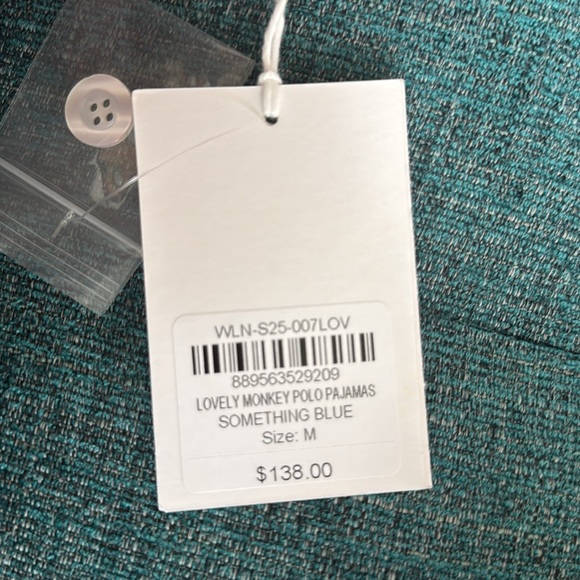 WLN-S25-007LOV
889563529209
LOVELY MONKEY POLO PAJAMAS
SOMETHING BLUE
Size: M
$138.00